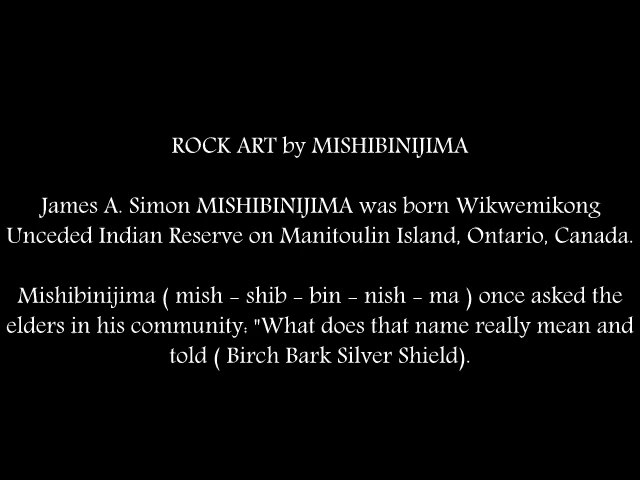 ROCK ART by MISHIBINIJIMA
James A. Simon MISHIBINIJIMA was born Wikwemikong
Unceded Indian Reserve on Manitoulin Island, Ontario, Canada.
Mishibinijima ( mish - shib - bin - nish - ma ) once asked the
elders in his community; "What does that name really mean and
told ( Birch Bark Silver Shield).